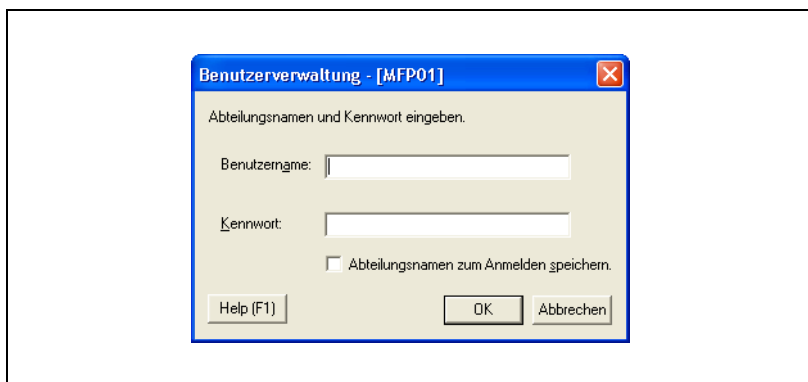 Benutzerverwaltung - [MFP01]
Abteilungsnamen und Kennwort eingeben.
Benutzername:
Kennwort:
Abteilungsnamen zum Anmelden speichern.
Help (F1) OK Abbrechen